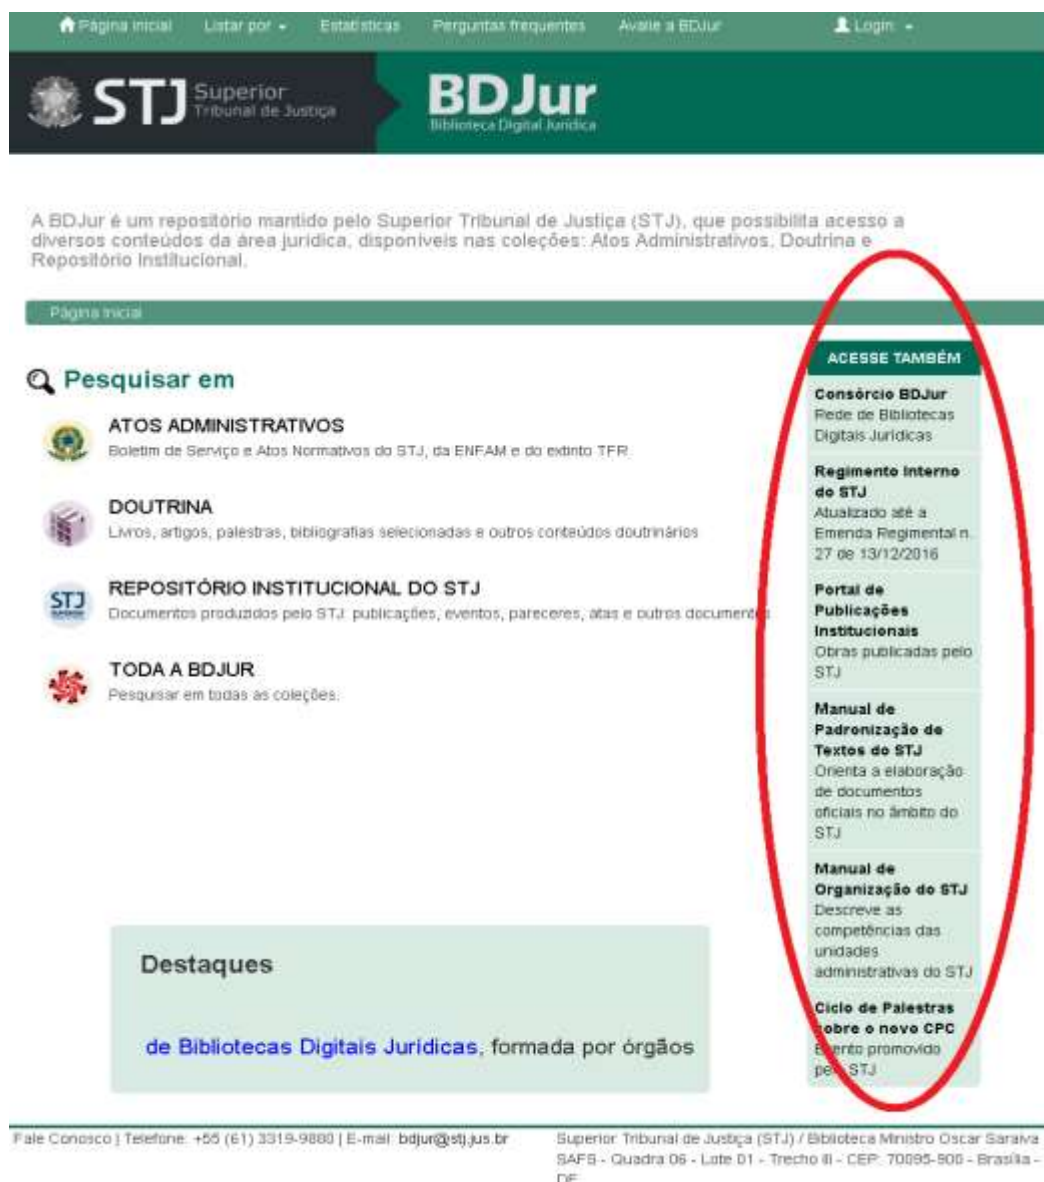 Página inicial Listar por Estatísticas Perguntas frequentes Avalie a BDJur Login
STJ Superior
Tribunal de Justiça
BDJur
Biblioteca Digital Jurídica
A BDJur é um repositório mantido pelo Superior Tribunal de Justiça (STJ), que possibilita acesso a
diversos conteúdos da área jurídica, disponíveis nas coleções: Atos Administrativos, Doutrina e
Repositório Institucional.
Página inicial
Pesquisar em
ATOS ADMINISTRATIVOS
Boletim de Serviço e Atos Normativos do STJ, da ENFAM e do extinto TFR.
DOUTRINA
Livros, artigos, palestras, bibliografias selecionadas e outros conteúdos doutrinários
STJ
REPOSITÓRIO INSTITUCIONAL DO STJ
Documentos produzidos pelo STJ: publicações, eventos, pareceres, atas e outros documentos
TODA A BDJUR
Pesquisar em todas as coleções.
ACESSE TAMBÉM
Consórcio BDJur
Rede de Bibliotecas
Digitais Jurídicas
Regimento Interno
do STJ
Atualizado até a
Emenda Regimental n.
27 de 13/12/2016
Portal de
Publicações
Institucionais
Obras publicadas pelo
STJ
Manual de
Padronização de
Textos do STJ
Orienta a elaboração
de documentos
oficiais no âmbito do
STJ
Manual de
Organização do STJ
Descreve as
competências das
unidades
administrativas do STJ
Ciclo de Palestras
sobre o novo CPC
Evento promovido
pelo STJ
Destaques
de Bibliotecas Digitais Jurídicas, formada por órgãos
Fale Conosco | Telefone: +55 (61) 3319-9880 | E-mail: bdjur@stj.jus.br
Superior Tribunal de Justiça (STJ) / Biblioteca Ministro Oscar Saraiva
SAFS - Quadra 06 - Lote 01 - Trecho III - CEP: 70095-900 - Brasília -
DF